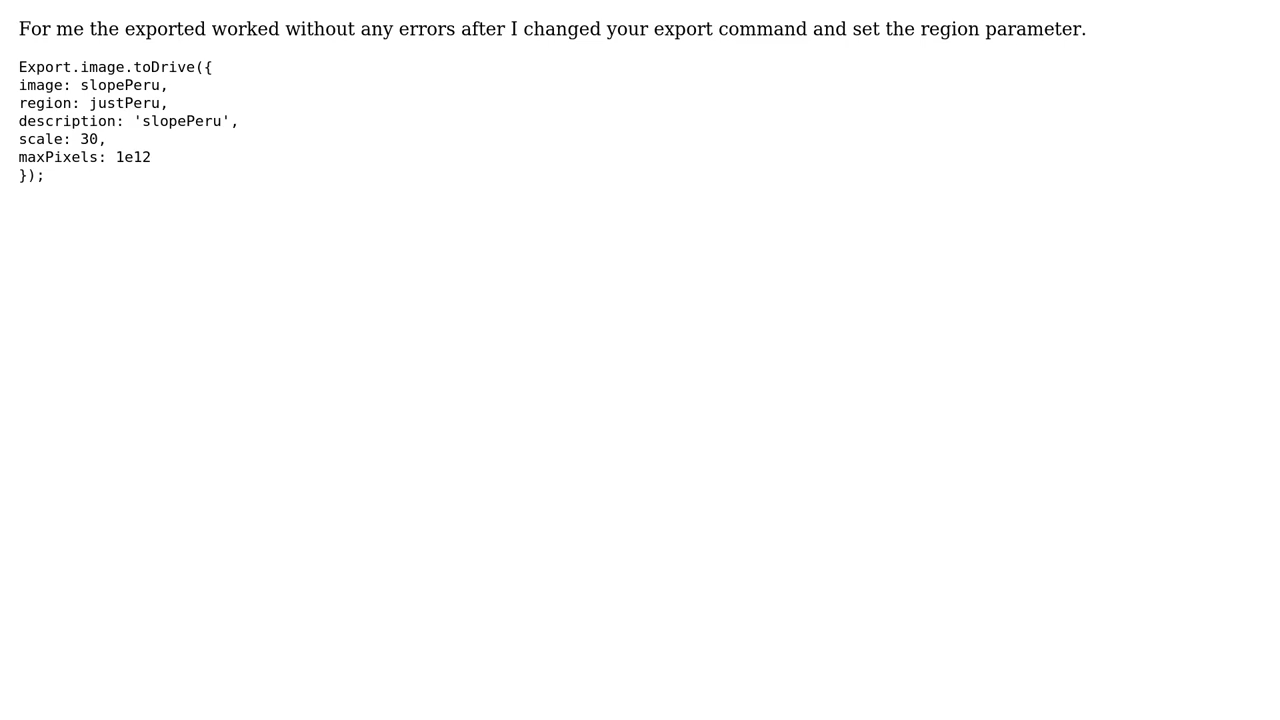 For me the exported worked without any errors after I changed your export command and set the region parameter.
Export.image.toDrive({
image: slopePeru,
region: justPeru,
description: 'slopePeru',
scale: 30,
maxPixels: 1e12
});